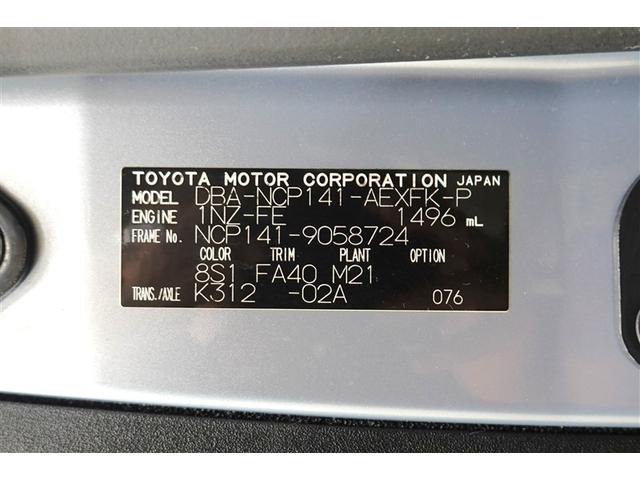 TOYOTA MOTOR CORPORATION JAPAN
MODEL DBA-NCP141-AEXFK-P
ENGINE 1NZ-FE 1496 mL
FRAME No. NCP141-9058724
COLOR TRIM PLANT OPTION
8S1 FA40 M21
TRANS./AXLE K312 -02A 076